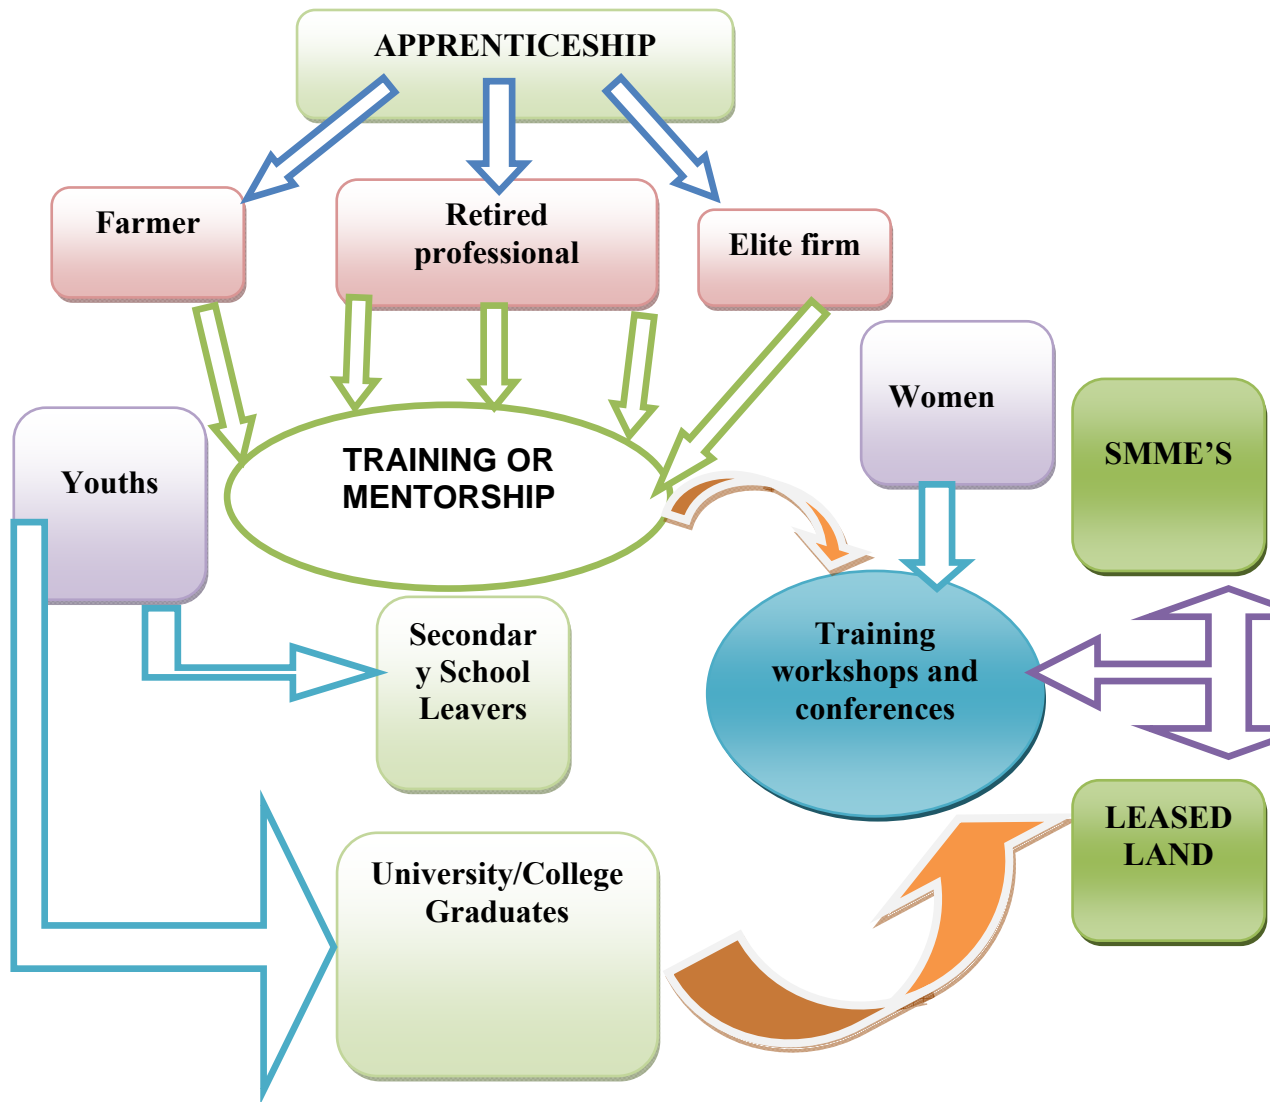 APPRENTICESHIP
Farmer
Retired
professional
Elite firm
Women
SMME'S
Youths
TRAINING OR
MENTORSHIP
Secondar
y School
Leavers
Training
workshops and
conferences
LEASED
LAND
University/College
Graduates